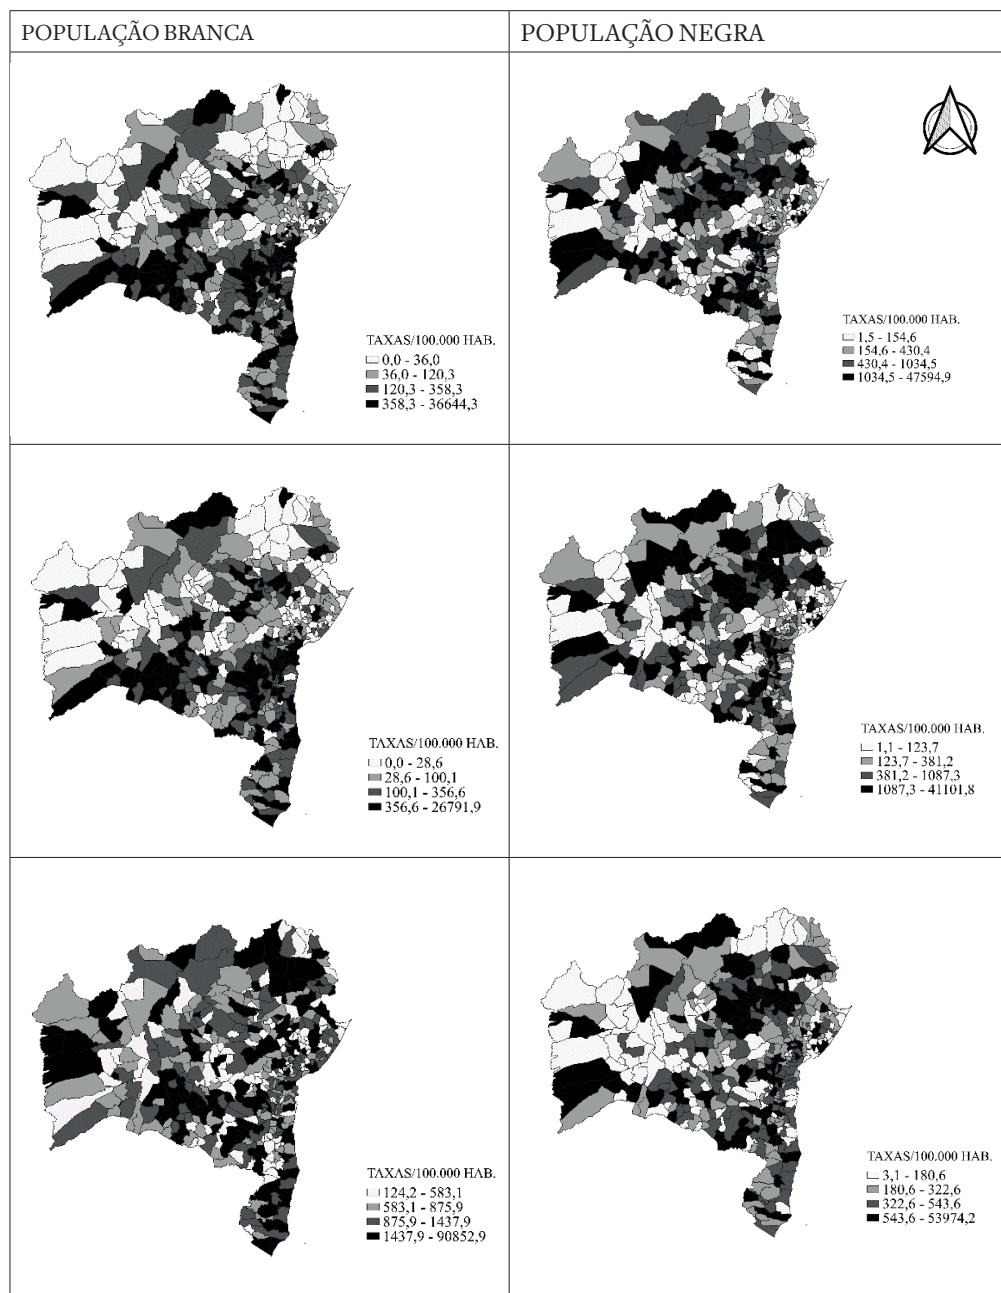 POPULAÇÃO BRANCA
POPULAÇÃO NEGRA
TAXAS/100.000 HAB.
0,0 - 36,0
36,0 - 120,3
120,3 - 358,3
358,3 - 36644,3
TAXAS/100.000 HAB.
1,5 - 154,6
154,6 - 430,4
430,4 - 1034,5
1034,5 - 47594,9
TAXAS/100.000 HAB.
0,0 - 28,6
28,6 - 100,1
100,1 - 356,6
356,6 - 26791,9
TAXAS/100.000 HAB.
1,1 - 123,7
123,7 - 381,2
381,2 - 1087,3
1087,3 - 41101,8
TAXAS/100.000 HAB.
124,2 - 583,1
583,1 - 875,9
875,9 - 1437,9
1437,9 - 90852,9
TAXAS/100.000 HAB.
3,1 - 180,6
180,6 - 322,6
322,6 - 543,6
543,6 - 53974,2